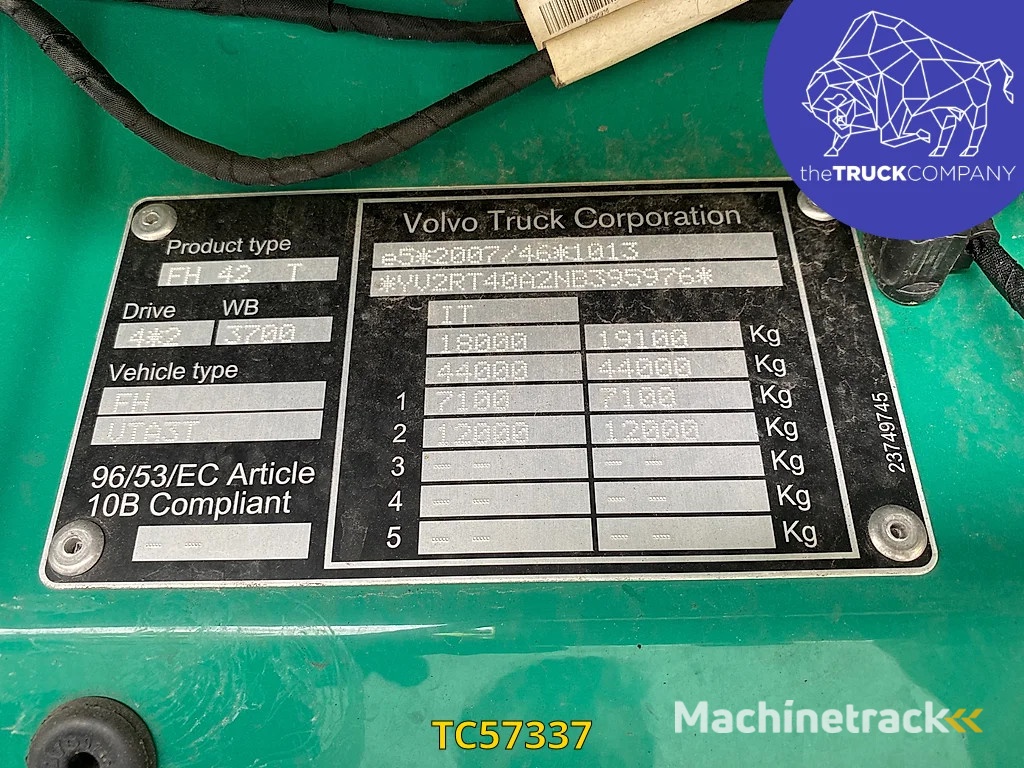 theTRUCKCOMPANY
Volvo Truck Corporation
e5*2007/46*1013
*YV2RT40A2NB395976*
Product type
FH 42 T
Drive WB
4*2 3700
Vehicle type
FH
VTA3T
96/53/EC Article
10B Compliant
IT
18000 19100 Kg
44000 44000 Kg
1 7100 7100 Kg
2 12000 12000 Kg
3 Kg
4 Kg
5 Kg
23749745
Machinetrack
TC57337